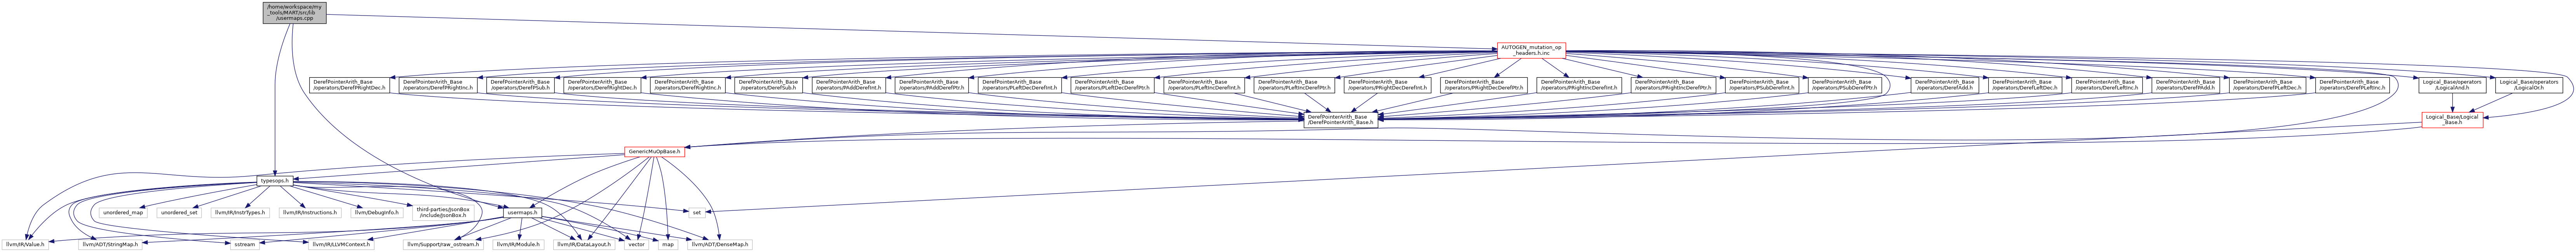 /home/workspace/my
_tools/MART/src/lib
/usermaps.cpp
AUTOGEN_mutation_op
_headers.h.inc
DerefPointerArith_Base
/operators/DerefPRightDec.h
DerefPointerArith_Base
/operators/DerefPRightInc.h
DerefPointerArith_Base
/operators/DerefPSub.h
DerefPointerArith_Base
/operators/DerefRightDec.h
DerefPointerArith_Base
/operators/DerefRightInc.h
DerefPointerArith_Base
/operators/DerefSub.h
DerefPointerArith_Base
/operators/PAddDerefInt.h
DerefPointerArith_Base
/operators/PAddDerefPtr.h
DerefPointerArith_Base
/operators/PLeftDecDerefInt.h
DerefPointerArith_Base
/operators/PLeftDecDerefPtr.h
DerefPointerArith_Base
/operators/PLeftIncDerefInt.h
DerefPointerArith_Base
/operators/PLeftIncDerefPtr.h
DerefPointerArith_Base
/operators/PRightDecDerefInt.h
DerefPointerArith_Base
/operators/PRightDecDerefPtr.h
DerefPointerArith_Base
/operators/PRightIncDerefInt.h
DerefPointerArith_Base
/operators/PRightIncDerefPtr.h
DerefPointerArith_Base
/operators/PSubDerefInt.h
DerefPointerArith_Base
/operators/PSubDerefPtr.h
DerefPointerArith_Base
/operators/DerefAdd.h
DerefPointerArith_Base
/operators/DerefLeftDec.h
DerefPointerArith_Base
/operators/DerefLeftInc.h
DerefPointerArith_Base
/operators/DerefPAdd.h
DerefPointerArith_Base
/operators/DerefPLeftDec.h
DerefPointerArith_Base
/operators/DerefPLeftInc.h
Logical_Base/operators
/LogicalAnd.h
Logical_Base/operators
/LogicalOr.h
DerefPointerArith_Base
/DerefPointerArith_Base.h
Logical_Base/Logical
_Base.h
GenericMuOpBase.h
typesops.h
unordered_map
unordered_set
llvm/IR/InstrTypes.h
llvm/IR/Instructions.h
llvm/DebugInfo.h
third-parties/JsonBox
/include/JsonBox.h
usermaps.h
set
llvm/IR/Value.h
llvm/ADT/StringMap.h
sstream
llvm/IR/LLVMContext.h
llvm/Support/raw_ostream.h
llvm/IR/Module.h
llvm/IR/DataLayout.h
vector
map
llvm/ADT/DenseMap.h